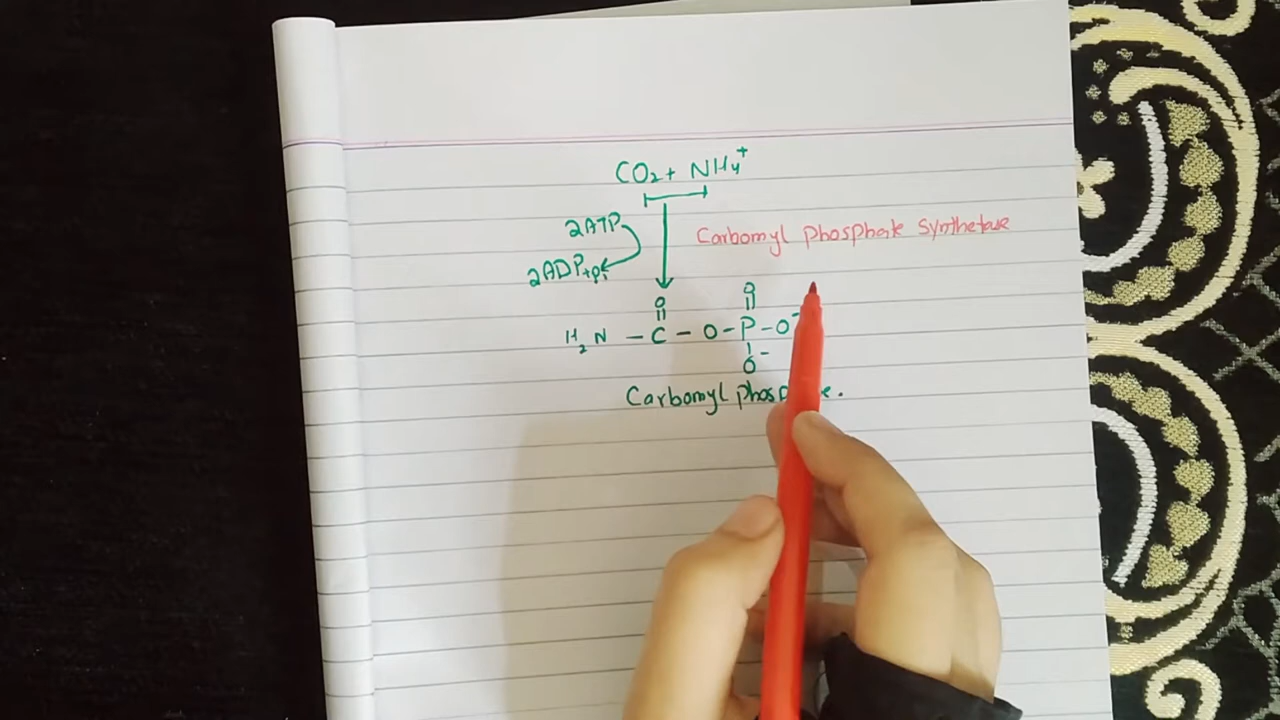 CO₂ + NH₄⁺
2ATP
Carbomyl phosphate synthetase
2ADP+pi
O O
H₂N – C – O – P – O⁻
O⁻
Carbomyl